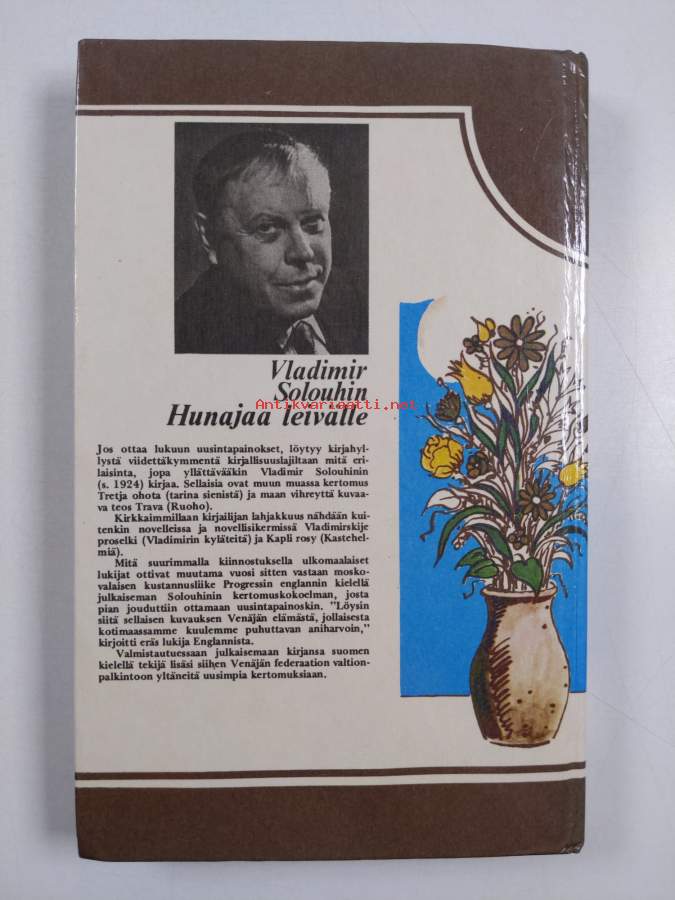 Vladimir
Solouhin
Antikvariaatti.net
Hunajaa leivälle
Jos ottaa lukuun uusintapainokset, löytyy kirjahyl-
lystä viidettäkymmentä kirjallisuuslajiltaan mitä eri-
laisinta, jopa yllättävääkin Vladimir Solouhinin
(s. 1924) kirjaa. Sellaisia ovat muun muassa kertomus
Tretja ohota (tarina sienistä) ja maan vihreyttä kuvaa-
va teos Trava (Ruoho).
Kirkkaimmillaan kirjailijan lahjakkuus nähdään kui-
tenkin novelleissa ja novellisikermissä Vladimirskije
proselki (Vladimirin kyläteitä) ja Kapli rosy (Kastehel-
miä).
Mitä suurimmalla kiinnostuksella ulkomaalaiset
lukijat ottivat muutama vuosi sitten vastaan mosko-
valaisen kustannusliike Progressin englannin kielellä
julkaiseman Solouhinin kertomuskokoelman, josta
pian jouduttiin ottamaan uusintapainoskin. "Löysin
siitä sellaisen kuvauksen Venäjän elämästä, jollaisesta
kotimaassamme kuulemme puhuttavan aniharvoin,"
kirjoitti eräs lukija Englannista.
Valmistautuessaan julkaisemaan kirjansa suomen
kielellä tekijä lisäsi siihen Venäjän federaation valtion-
palkintoon yltäneitä uusimpia kertomuksiaan.